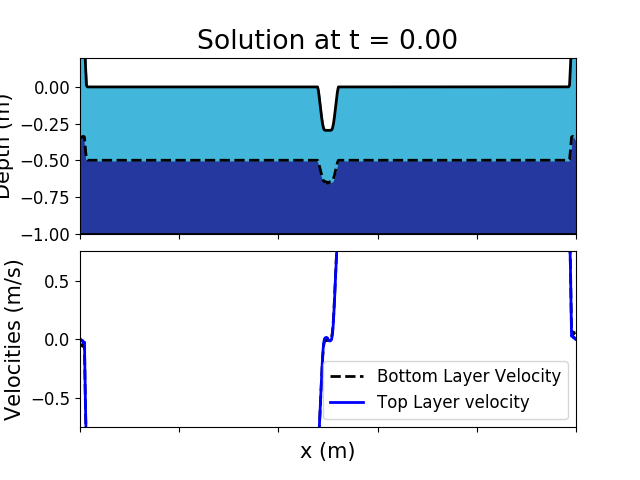 Solution at t = 0.00
0.00
−0.25
−0.50
−0.75
−1.00
Depth (m)
0.5
0.0
−0.5
Velocities (m/s)
Bottom Layer Velocity
Top Layer velocity
x (m)